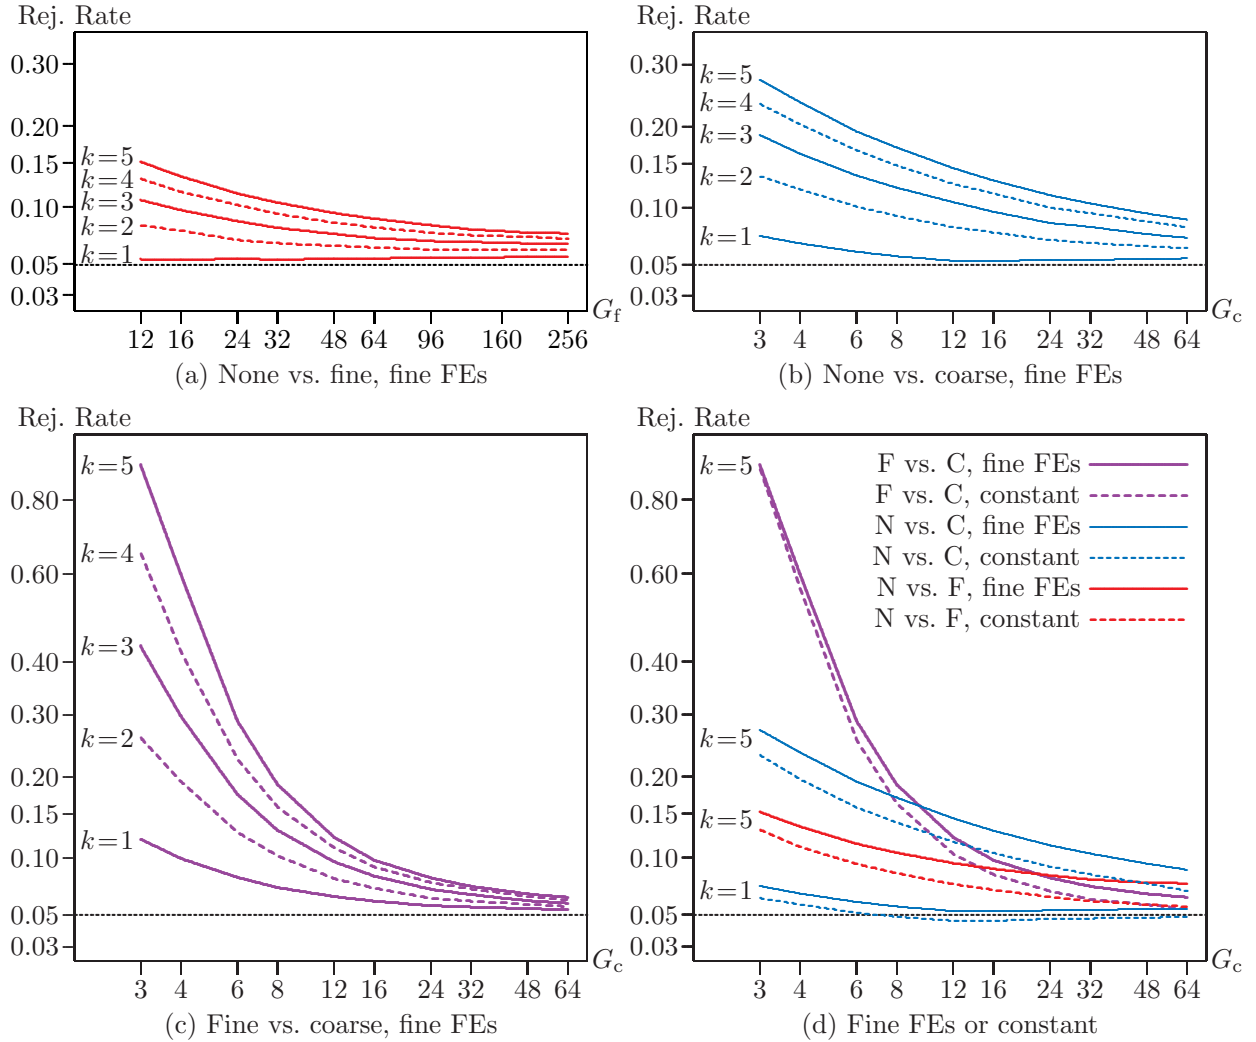 Rej. Rate
0.30
0.20
0.15
0.10
0.05
0.03
k=5
k=4
k=3
k=2
k=1
12 16 24 32 48 64 96 160 256
G_f
(a) None vs. fine, fine FEs
Rej. Rate
0.30
0.20
0.15
0.10
0.05
0.03
k=5
k=4
k=3
k=2
k=1
3 4 6 8 12 16 24 32 48 64
G_c
(b) None vs. coarse, fine FEs
Rej. Rate
0.80
0.60
0.40
0.30
0.20
0.15
0.10
0.05
0.03
k=5
k=4
k=3
k=2
k=1
3 4 6 8 12 16 24 32 48 64
G_c
(c) Fine vs. coarse, fine FEs
Rej. Rate
0.80
0.60
0.40
0.30
0.20
0.15
0.10
0.05
0.03
k=5
k=5
k=5
k=1
F vs. C, fine FEs
F vs. C, constant
N vs. C, fine FEs
N vs. C, constant
N vs. F, fine FEs
N vs. F, constant
3 4 6 8 12 16 24 32 48 64
G_c
(d) Fine FEs or constant